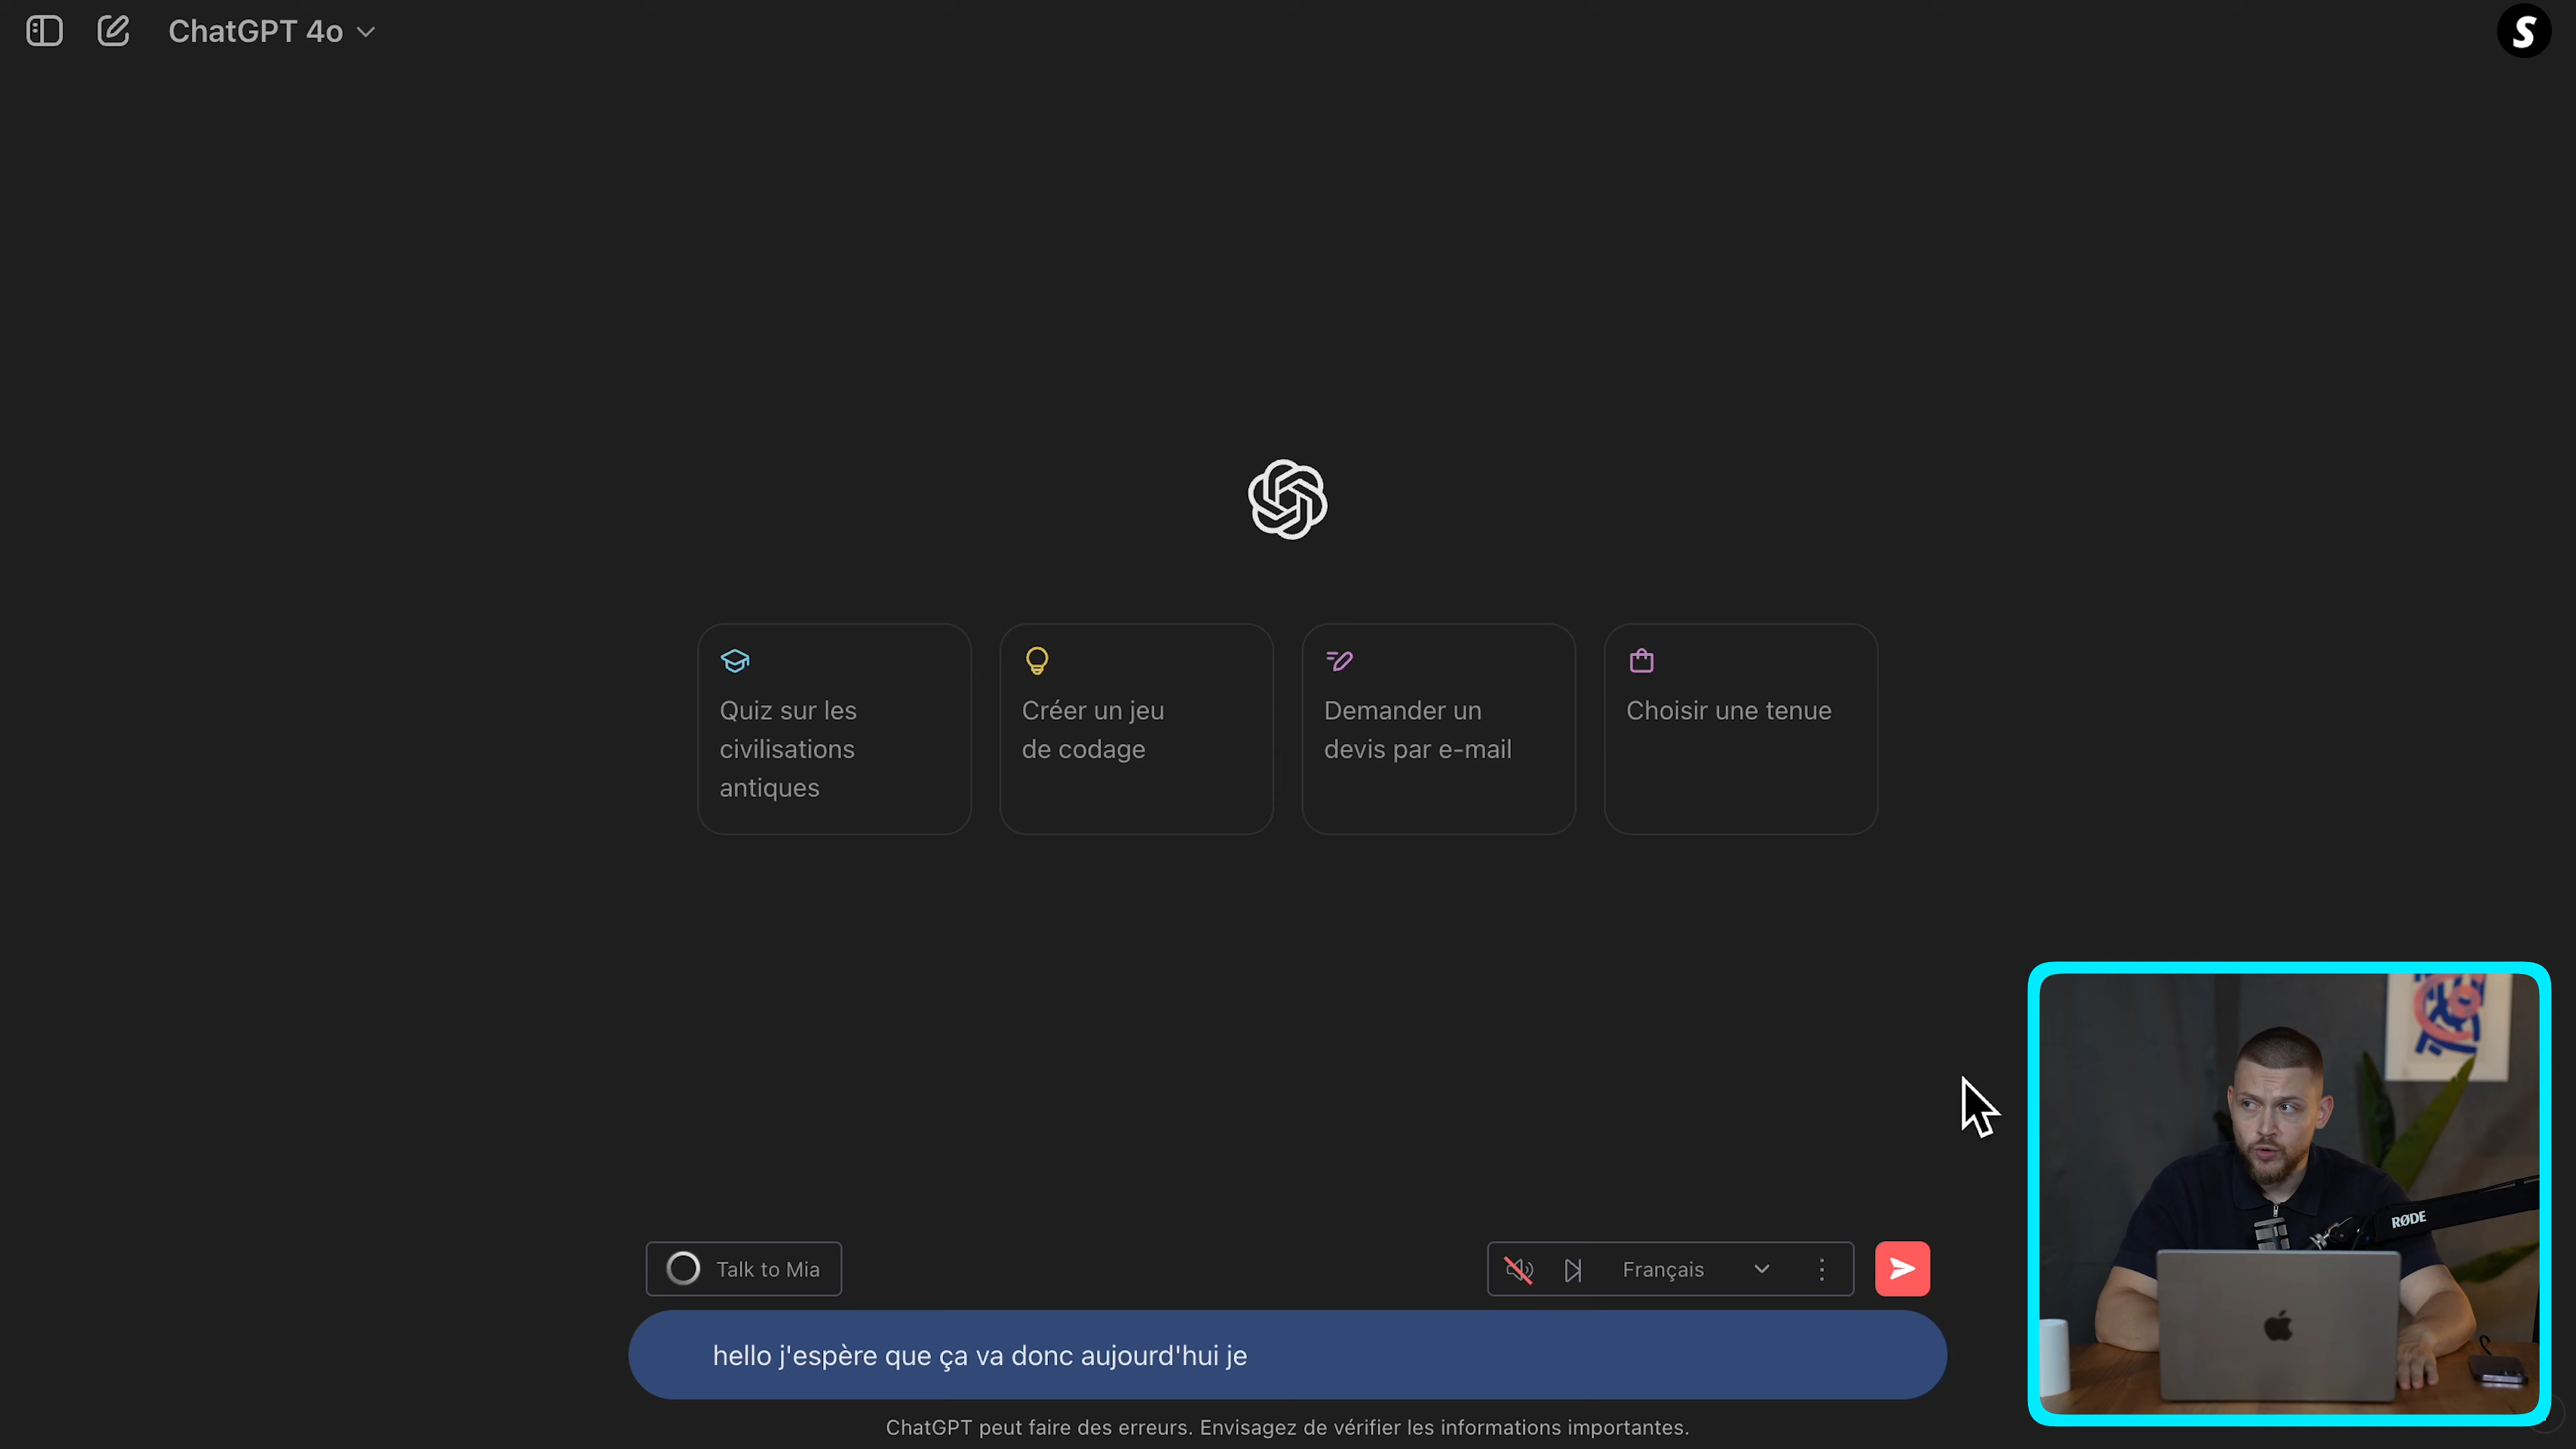 ChatGPT 4o
S
Quiz sur les
civilisations
antiques
Créer un jeu
de codage
Demander un
devis par e-mail
Choisir une tenue
Talk to Mia
Français
hello j'espère que ça va donc aujourd'hui je
ChatGPT peut faire des erreurs. Envisagez de vérifier les informations importantes.
RØDE